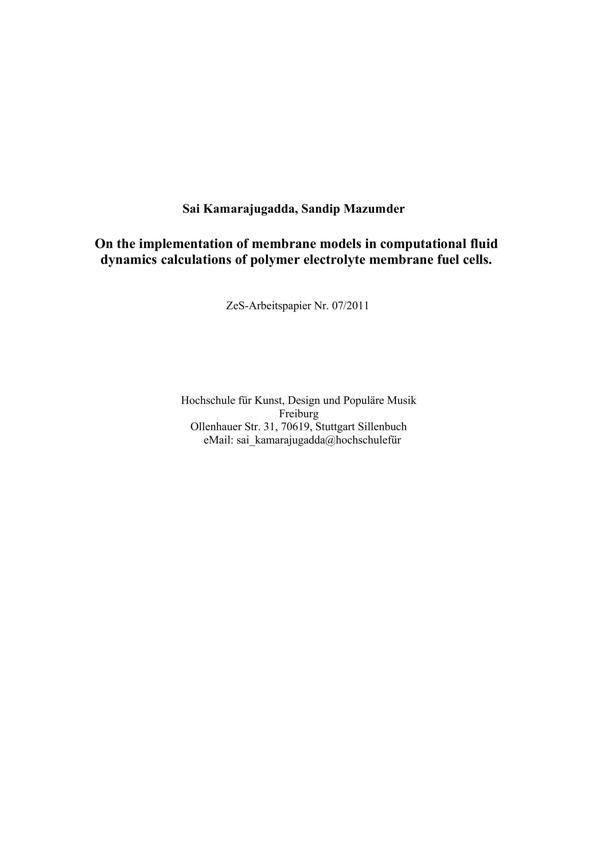 Sai Kamarajugadda, Sandip Mazumder
On the implementation of membrane models in computational fluid
dynamics calculations of polymer electrolyte membrane fuel cells.
ZeS-Arbeitspapier Nr. 07/2011
Hochschule für Kunst, Design und Populäre Musik
Freiburg
Ollenhauer Str. 31, 70619, Stuttgart Sillenbuch
eMail: sai_kamarajugadda@hochschulefür